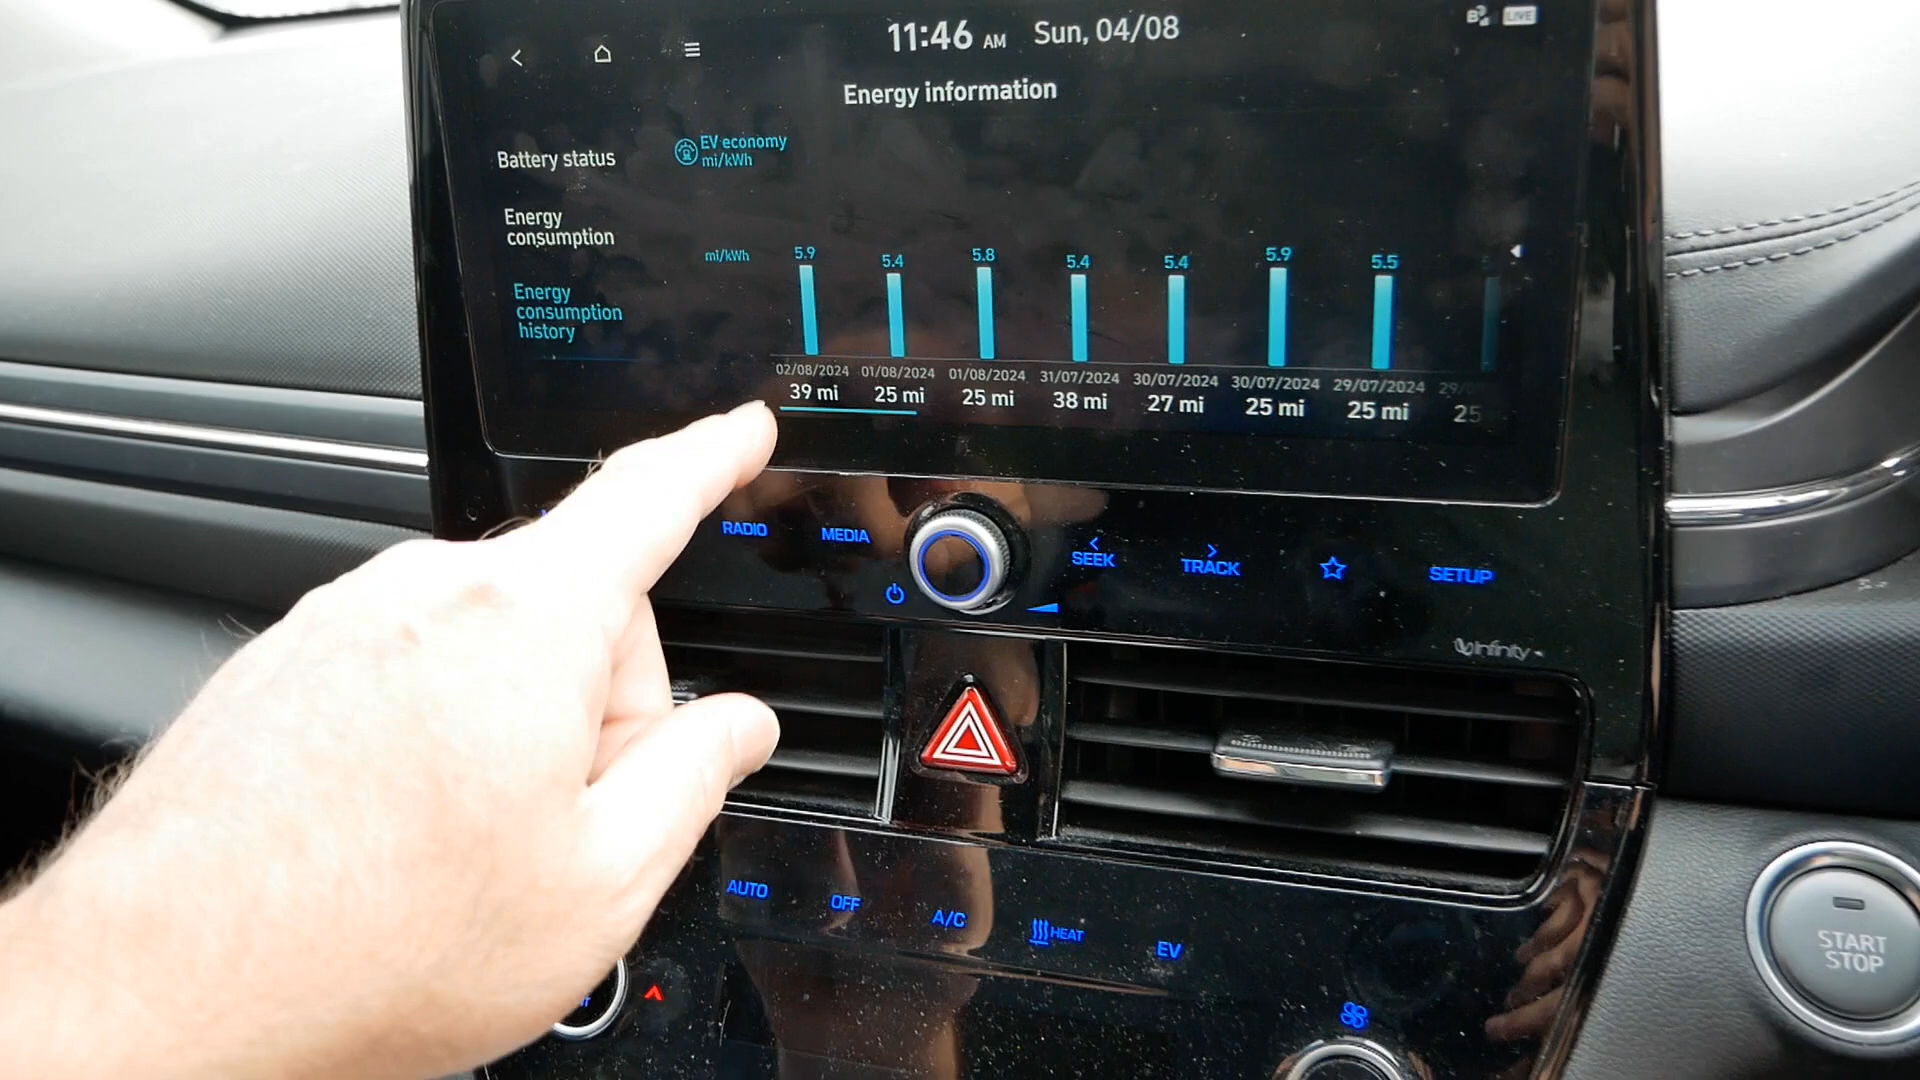 11:46 AM Sun, 04/08
LIVE
Energy information
Battery status
EV economy
mi/kWh
Energy
consumption
Energy
consumption
history
mi/kWh
5.9 5.4 5.8 5.4 5.4 5.9 5.5
02/08/2024 01/08/2024 01/08/2024 31/07/2024 30/07/2024 30/07/2024 29/07/2024 29/0
39 mi 25 mi 25 mi 38 mi 27 mi 25 mi 25 mi 25
RADIO MEDIA SEEK TRACK SETUP
Infinity
AUTO OFF A/C HEAT EV
START
STOP